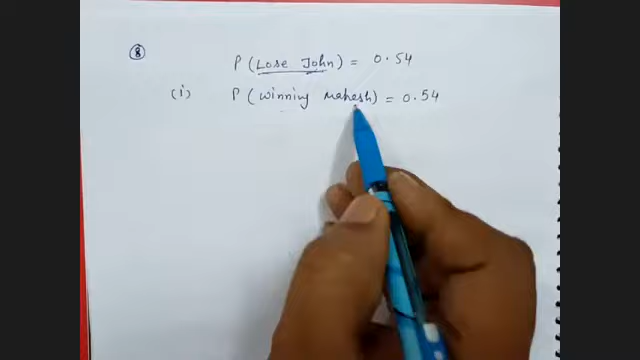 8 P (Lose John) = 0.54
(i) P (winning Mahesh) = 0.54